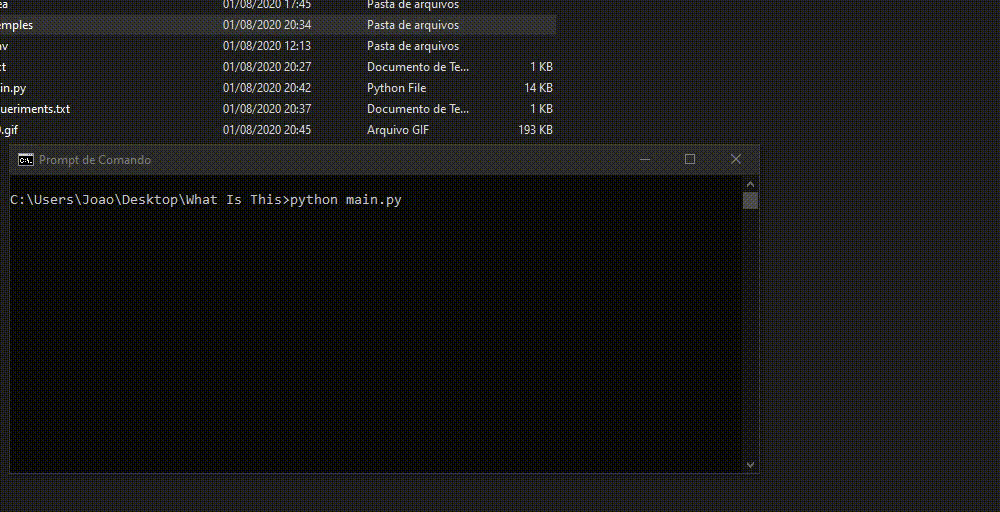 ea 01/08/2020 17:45 Pasta de arquivos
emples 01/08/2020 20:34 Pasta de arquivos
nv 01/08/2020 12:13 Pasta de arquivos
xt 01/08/2020 20:27 Documento de Te... 1 KB
in.py 01/08/2020 20:42 Python File 14 KB
ueriments.txt 01/08/2020 20:37 Documento de Te... 1 KB
.gif 01/08/2020 20:45 Arquivo GIF 193 KB
C:\. Prompt de Comando
C:\Users\Joao\Desktop\What Is This>python main.py